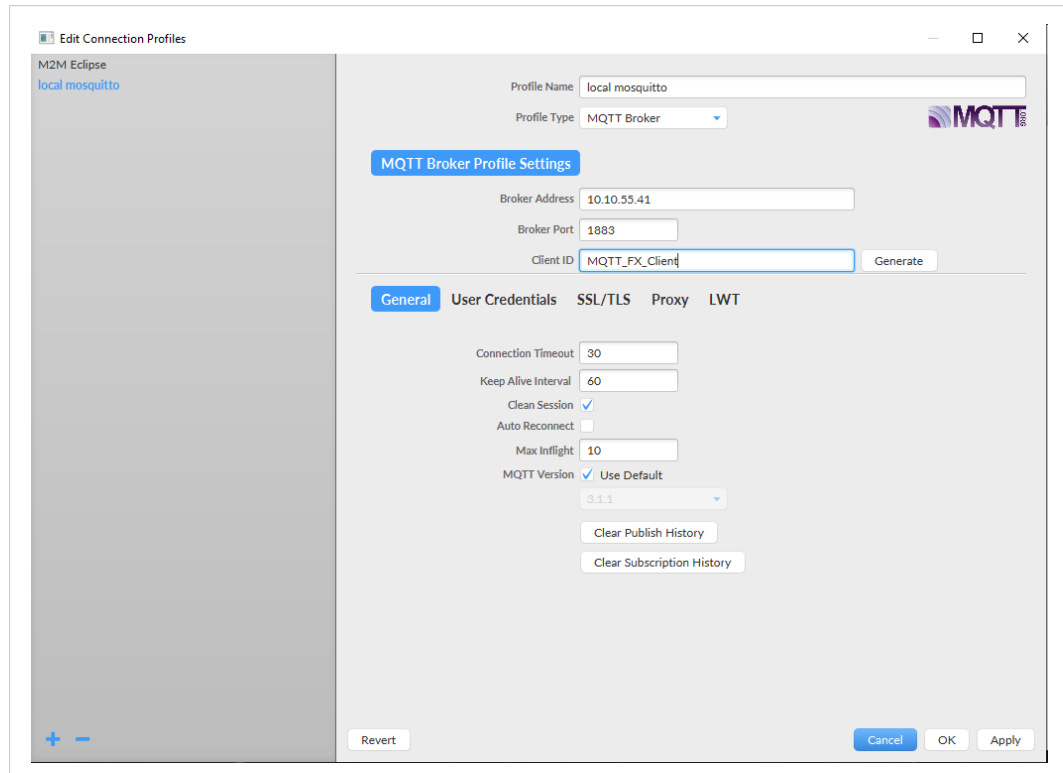 Edit Connection Profiles
M2M Eclipse
local mosquitto
Profile Name local mosquitto
Profile Type MQTT Broker
MQTT.ORG
MQTT Broker Profile Settings
Broker Address 10.10.55.41
Broker Port 1883
Client ID MQTT_FX_Client Generate
General User Credentials SSL/TLS Proxy LWT
Connection Timeout 30
Keep Alive Interval 60
Clean Session
Auto Reconnect
Max Inflight 10
MQTT Version Use Default
3.1.1
Clear Publish History
Clear Subscription History
Revert Cancel OK Apply